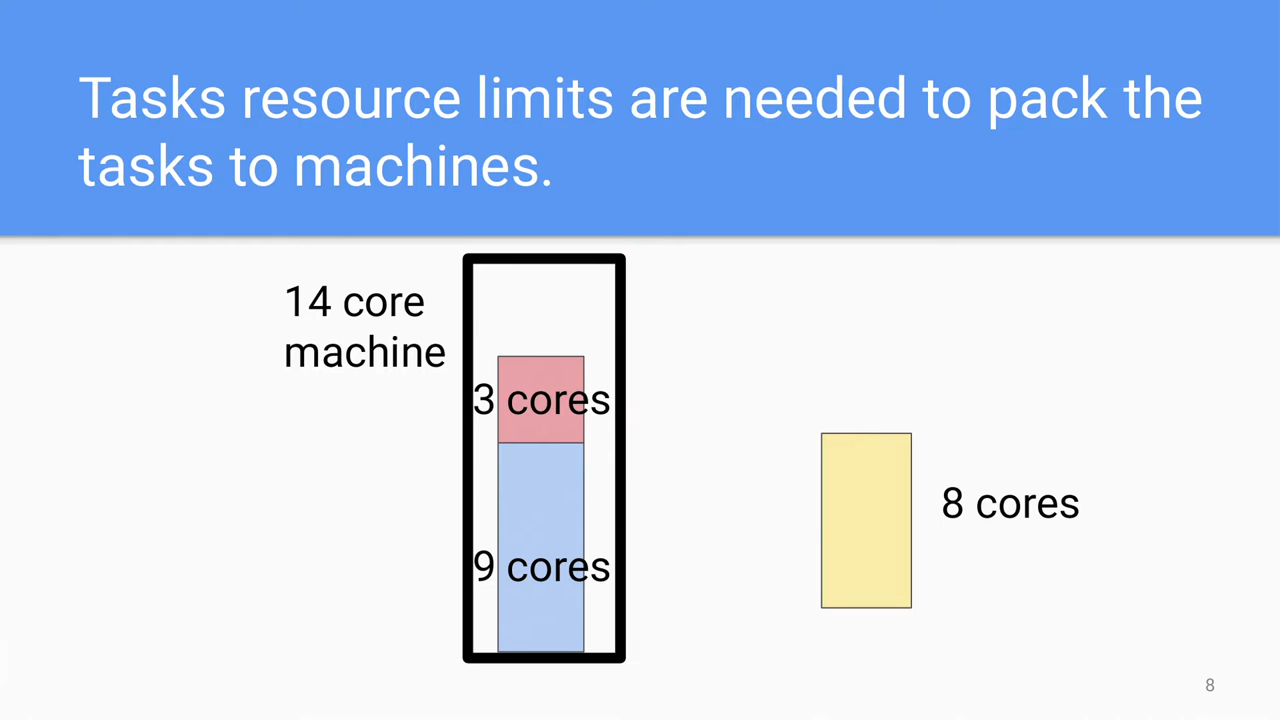 Tasks resource limits are needed to pack the
tasks to machines.
14 core
machine
3 cores
9 cores
8 cores
8